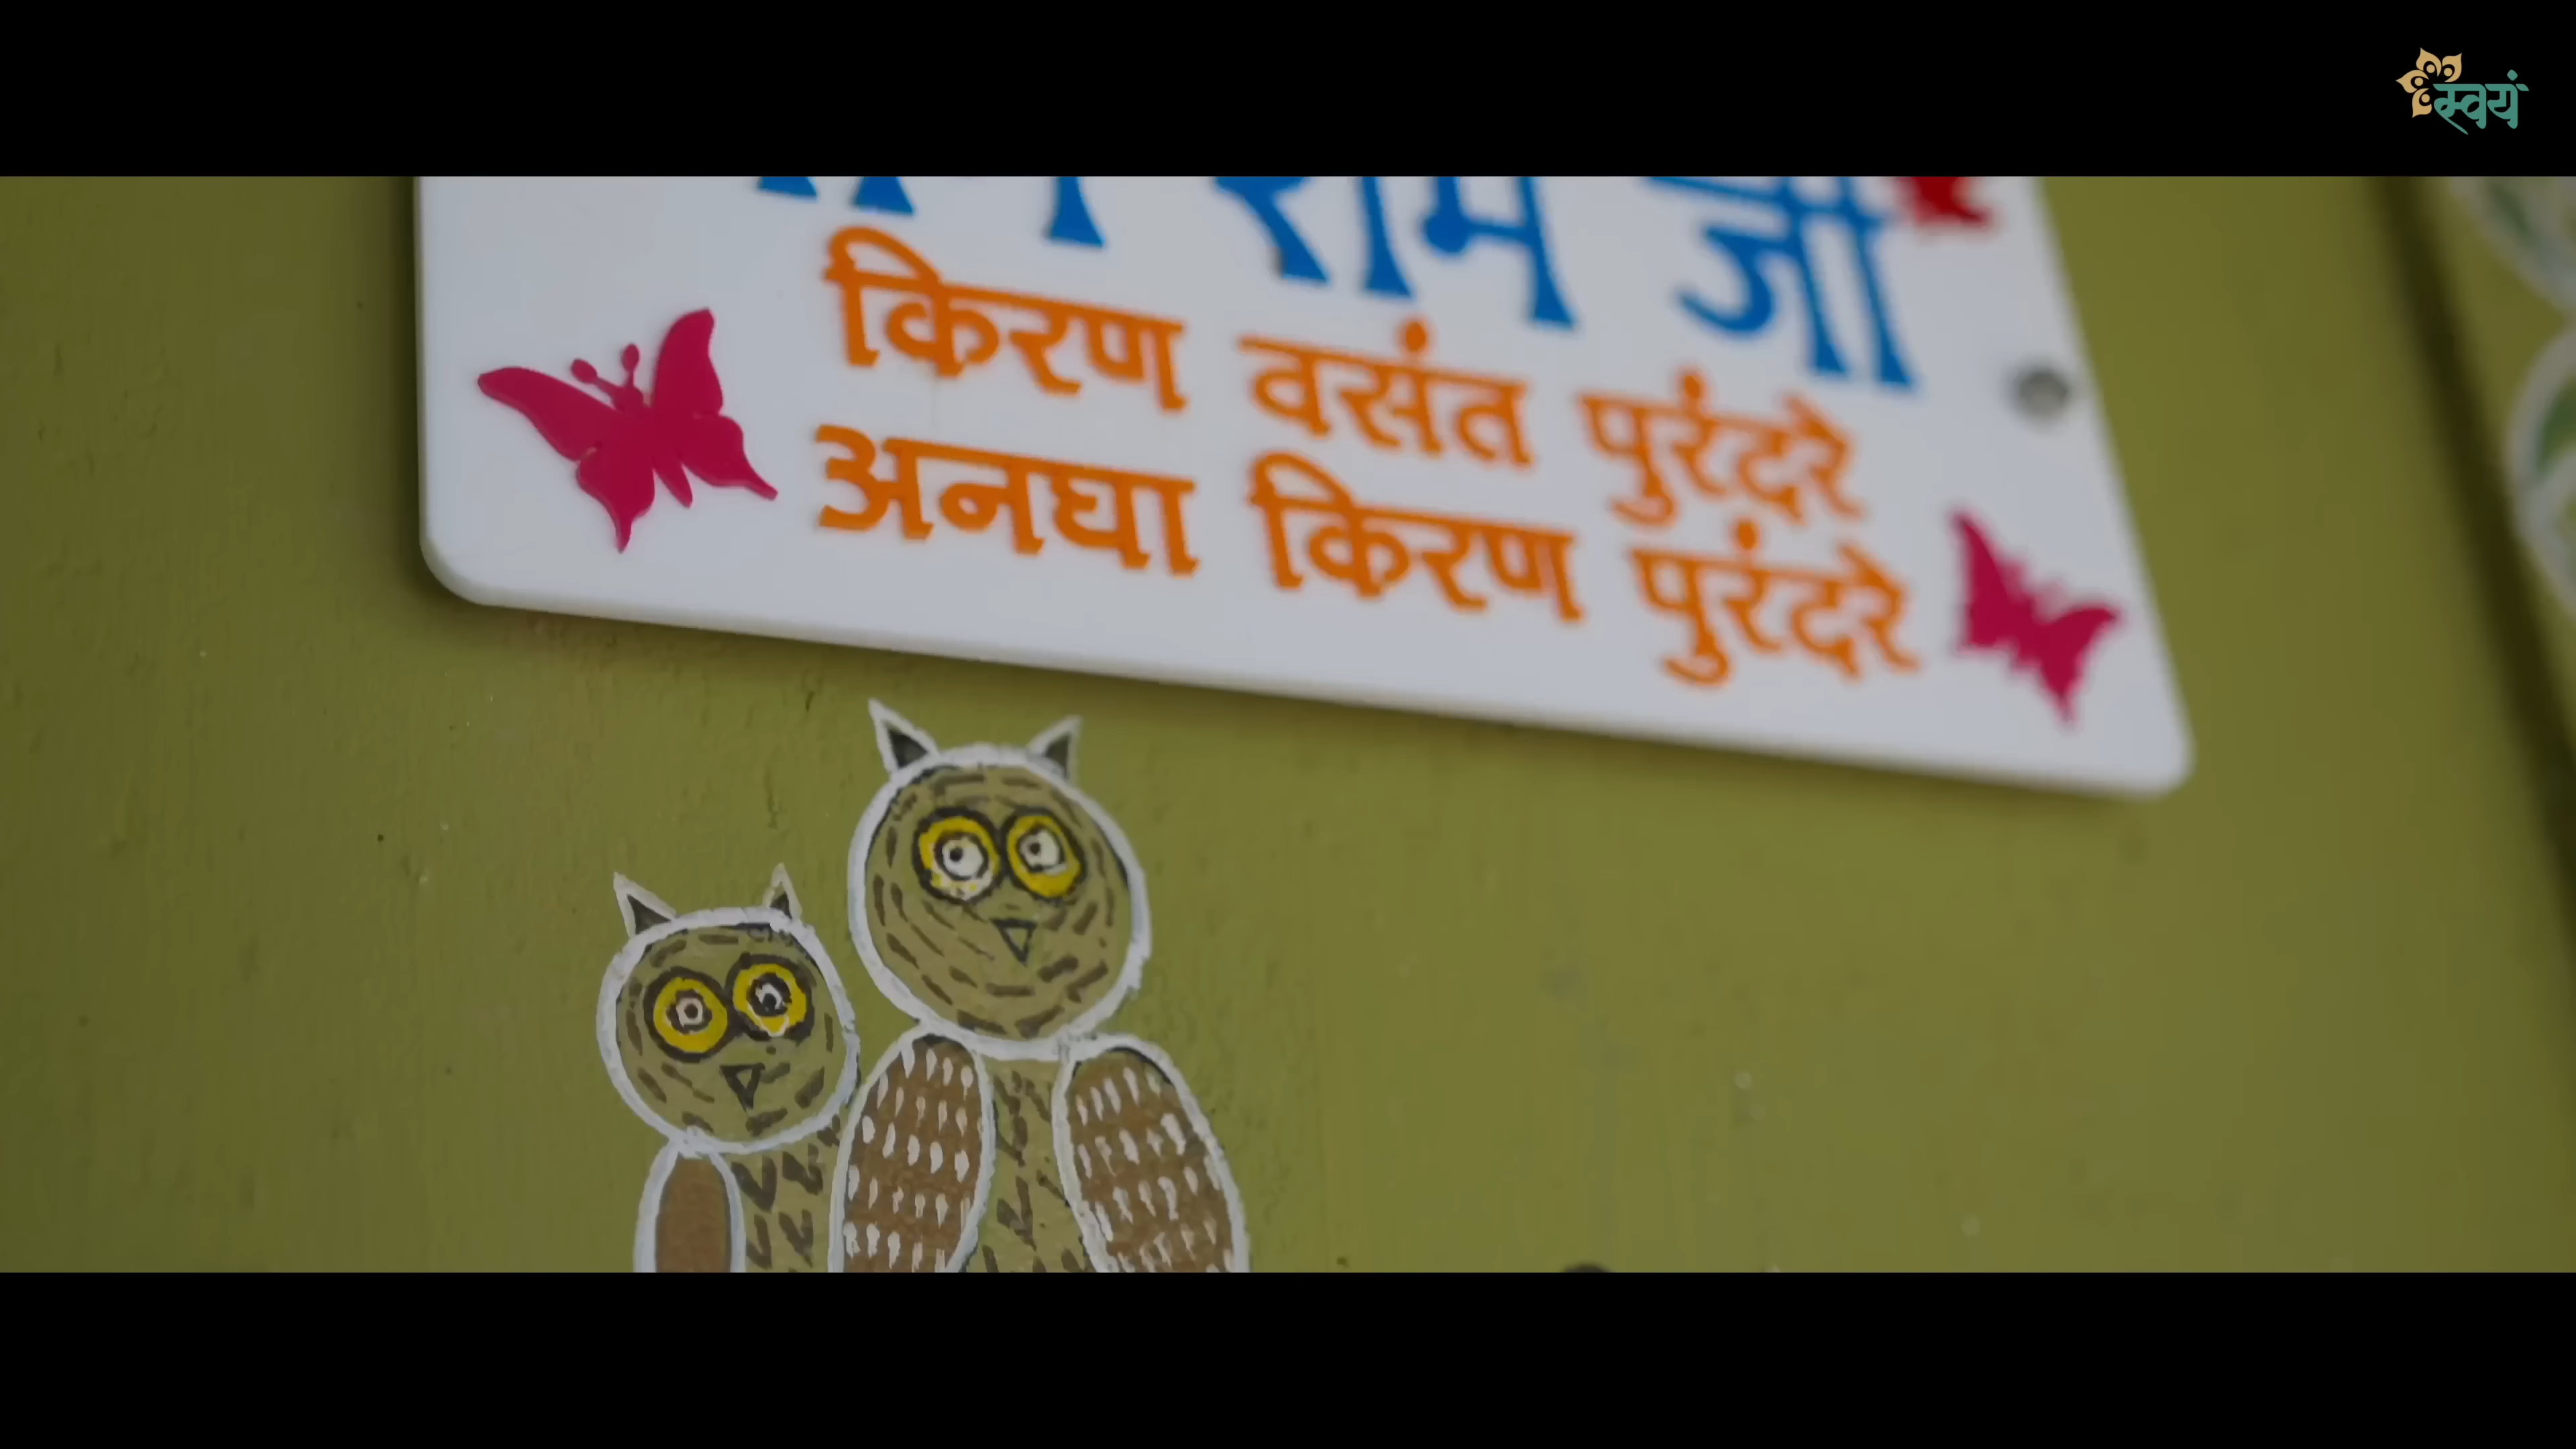 स्वयं
राम जी
किरण वसंत पुरंदरे
अनघा किरण पुरंदरे